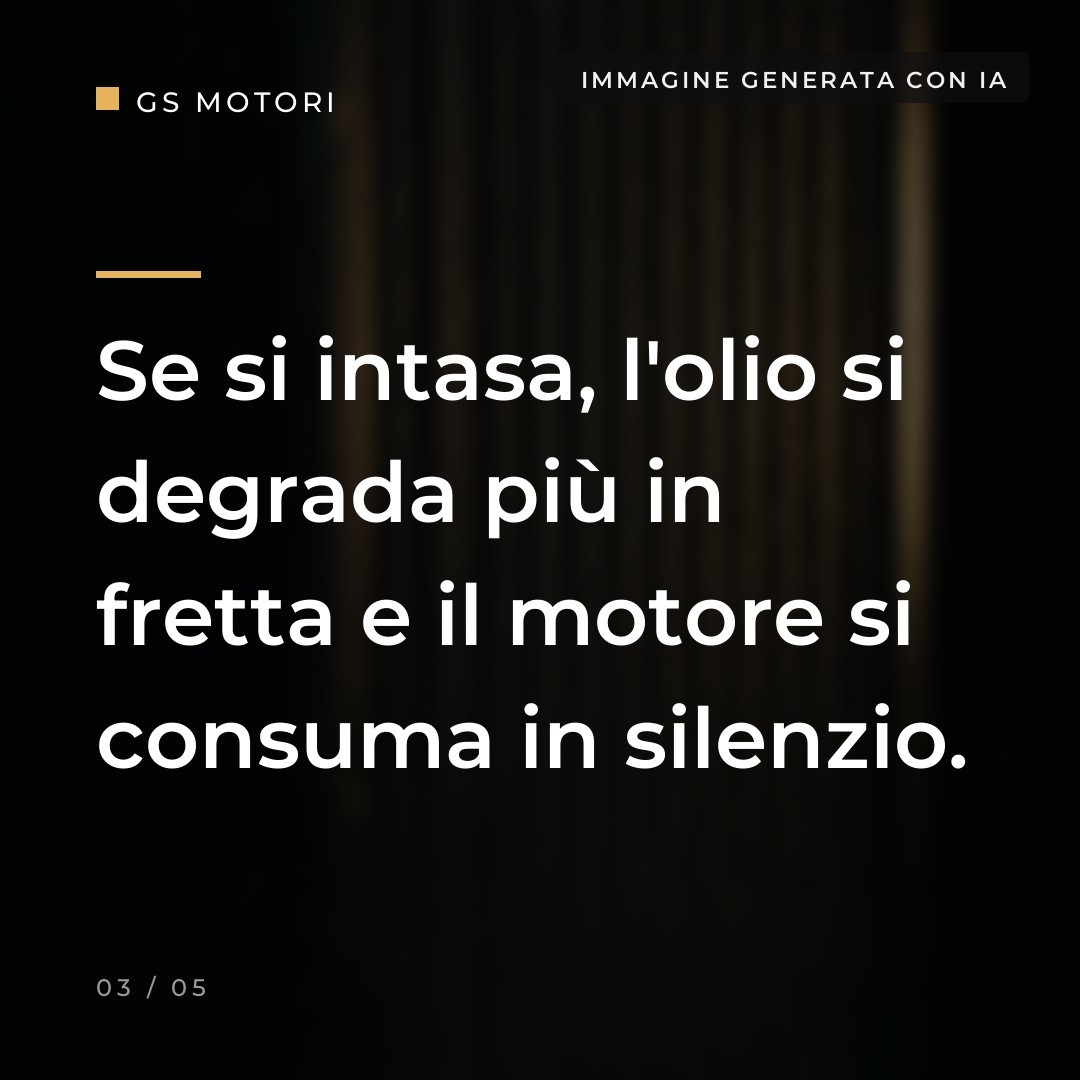 GS MOTORI
IMMAGINE GENERATA CON IA
Se si intasa, l'olio si
degrada più in
fretta e il motore si
consuma in silenzio.
03 / 05